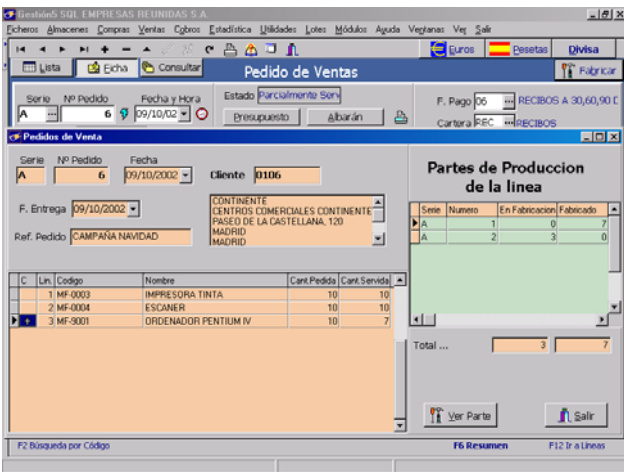 Gestión5 SQL EMPRESAS REUNIDAS S.A.
Ficheros Almacenes Compras Ventas Cobros Estadística Utilidades Lotes Módulos Ayuda Ventanas Ver Salir
Euros Pesetas Divisa
Lista Ficha Consultar Pedido de Ventas Fabricar
Serie Nº Pedido Fecha y Hora Estado Parcialmente Serv F. Pago 06 RECIBOS A 30,60,90 D
A 6 09/10/02 Presupuesto Albarán Cartera REC RECIBOS
Pedidos de Venta
Serie Nº Pedido Fecha
A 6 09/10/2002 Cliente 0106
F. Entrega 09/10/2002
Ref. Pedido CAMPAÑA NAVIDAD
CONTINENTE
CENTROS COMERCIALES CONTINENTE
PASEO DE LA CASTELLANA, 120
MADRID
MADRID
Partes de Produccion
de la linea
Serie Numero En Fabricacion Fabricado
A 1 0 7
A 2 3 0
C Lin. Codigo Nombre Cant.Pedida Cant.Servida
1 MF-0003 IMPRESORA TINTA 10 10
2 MF-0004 ESCANER 10 10
+ 3 MF-9001 ORDENADOR PENTIUM IV 10 7
Total ... 3 7
Ver Parte Salir
F2 Búsqueda por Código F6 Resumen F12 Ir a Líneas